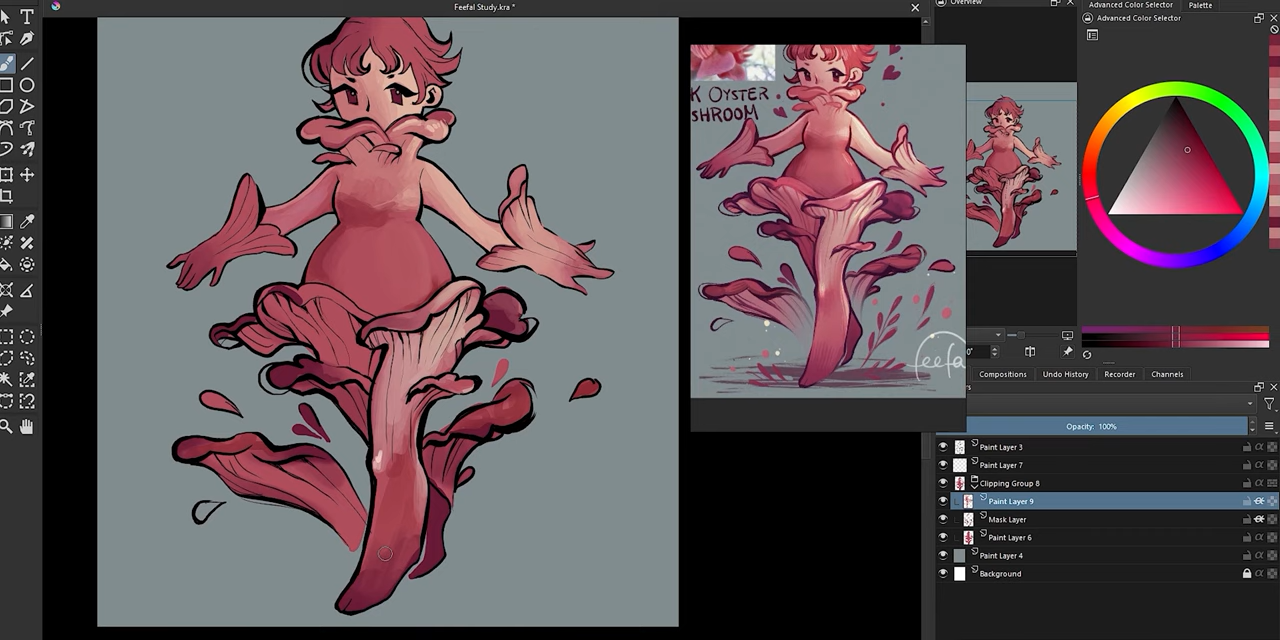 Feefal Study.kra *
Overview
Advanced Color Selector
Palette
Advanced Color Selector
K OYSTER
SHROOM
feefa
Compositions
Undo History
Recorder
Channels
Opacity: 100%
Paint Layer 3
Paint Layer 7
Clipping Group 8
Paint Layer 9
Mask Layer
Paint Layer 6
Paint Layer 4
Background